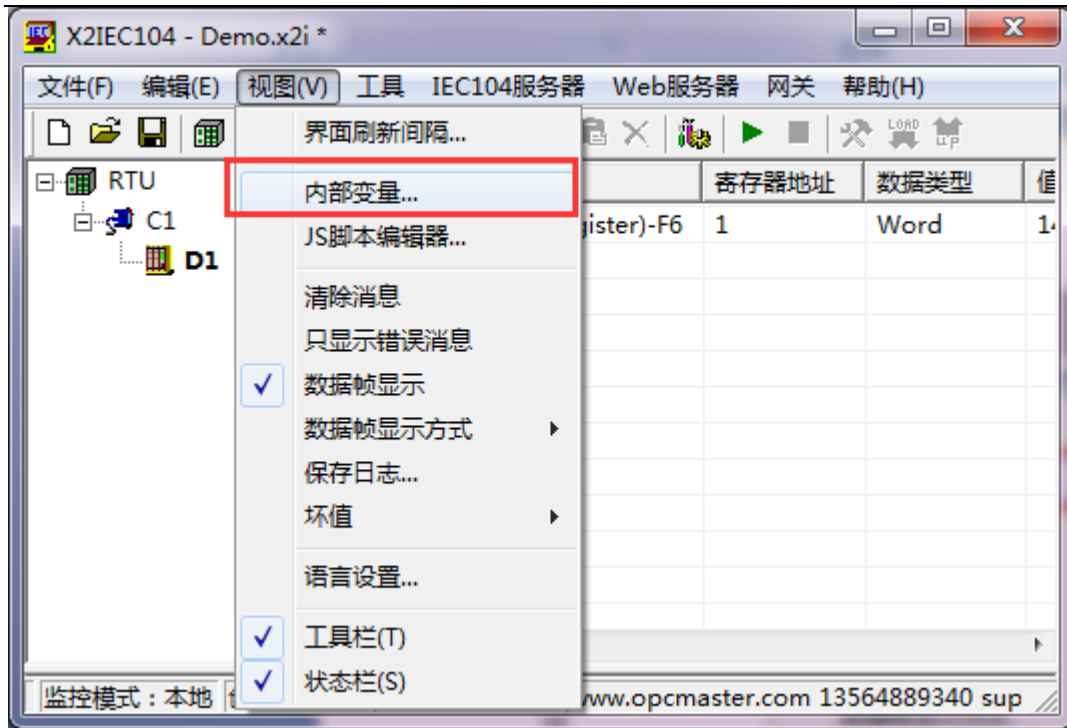 X2IEC104 - Demo.x2i *
文件(F) 编辑(E) 视图(V) 工具 IEC104服务器 Web服务器 网关 帮助(H)
LOAD UP
界面刷新间隔...
内部变量...
JS脚本编辑器...
清除消息
只显示错误消息
数据帧显示
数据帧显示方式
保存日志...
坏值
语言设置...
工具栏(T)
状态栏(S)
RTU
C1
D1
寄存器地址 数据类型 值
ister)-F6 1 Word
监控模式：本地 www.opcmaster.com 13564889340 sup